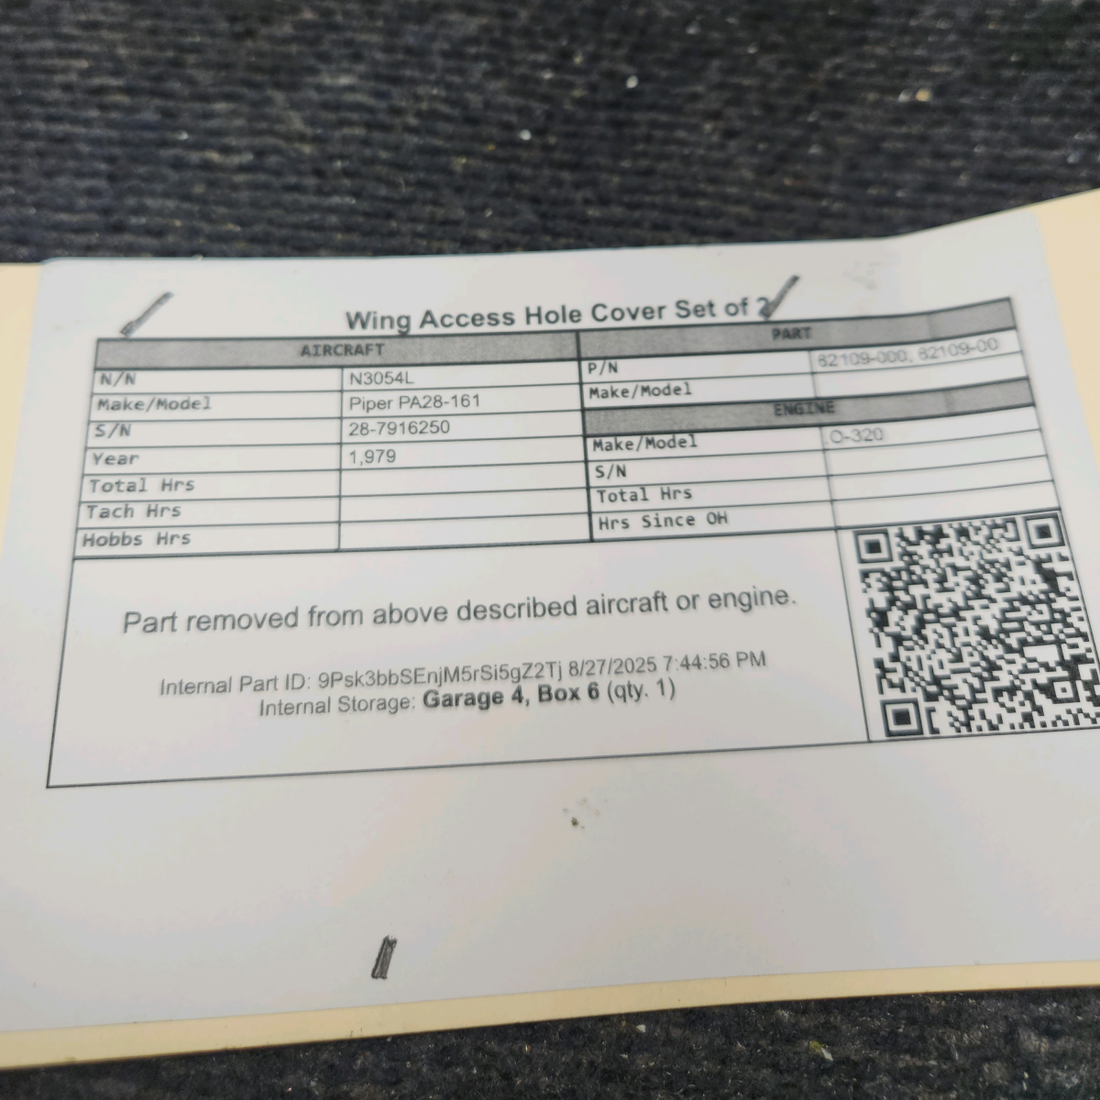 Wing Access Hole Cover Set of 2
AIRCRAFT
N/N N3054L
Make/Model Piper PA28-161
S/N 28-7916250
Year 1,979
Total Hrs
Tach Hrs
Hobbs Hrs
PART
P/N 62109-000, 62109-00
Make/Model
ENGINE
Make/Model O-320
S/N
Total Hrs
Hrs Since OH
Part removed from above described aircraft or engine.
Internal Part ID: 9Psk3bbSEnjM5rSi5gZ2Tj 8/27/2025 7:44:56 PM
Internal Storage: Garage 4, Box 6 (qty. 1)